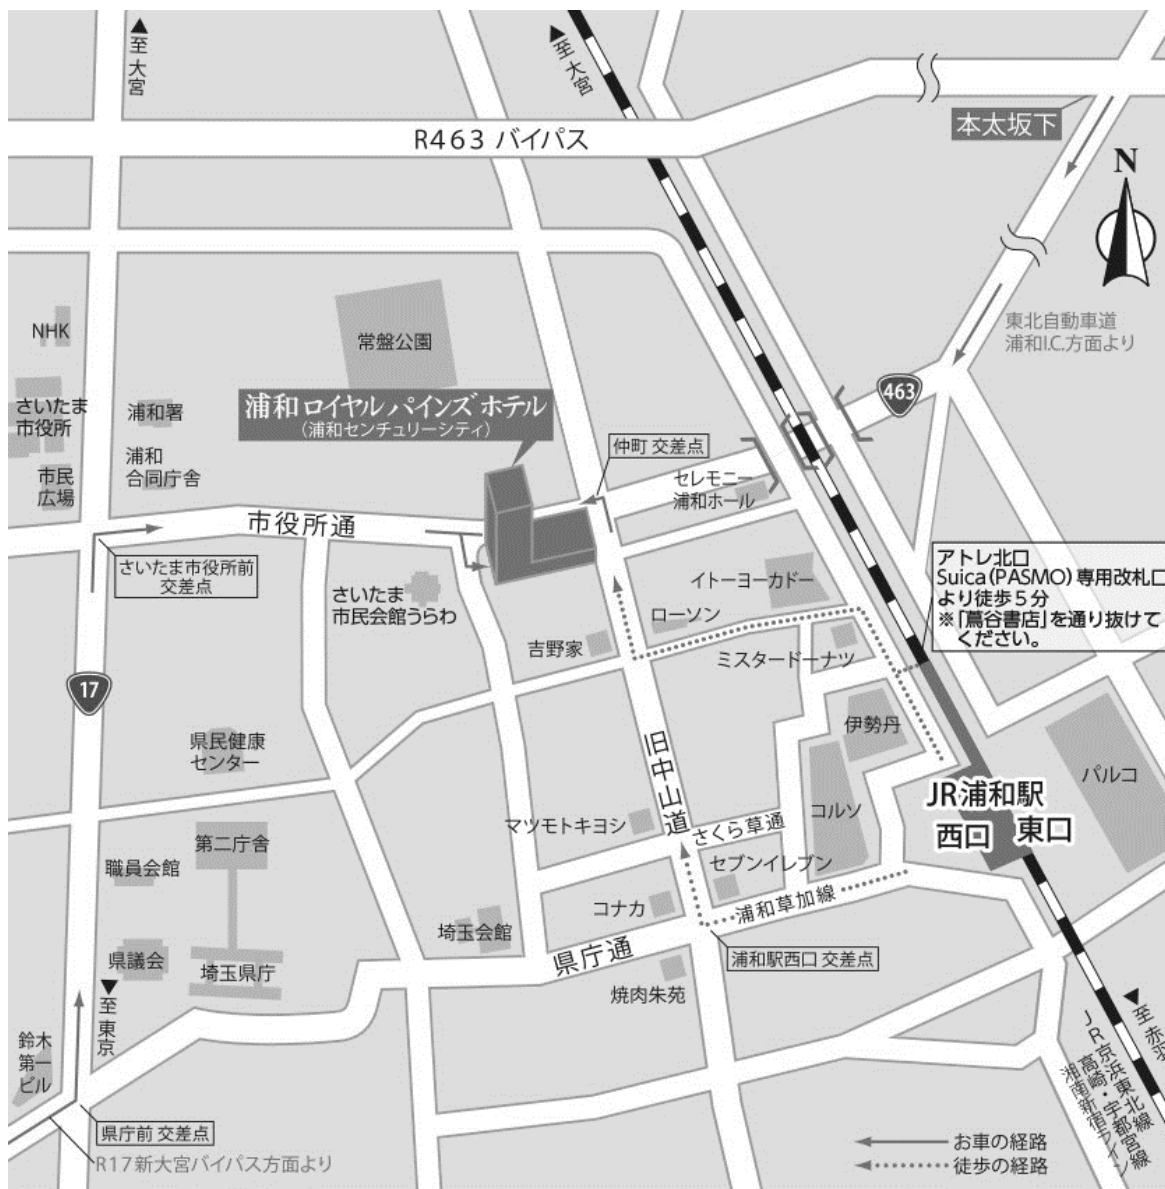 至大宮
至大宮
R463 バイパス
本太坂下
N
東北自動車道
浦和I.C.方面より
463
NHK
常盤公園
さいたま
市役所
浦和署
浦和ロイヤルパインズホテル
(浦和センチュリーシティ)
仲町 交差点
市民
広場
浦和
合同庁舎
セレモニー
浦和ホール
市役所通
さいたま市役所前
交差点
さいたま
市民会館うらわ
イトーヨーカドー
アトレ北口
Suica(PASMO)専用改札口
より徒歩5分
※「蔦谷書店」を通り抜けて
ください。
ローソン
吉野家
ミスタードーナツ
17
伊勢丹
県民健康
センター
旧中山道
パルコ
JR浦和駅
西口
東口
コルソ
マツモトキヨシ
さくら草通
第二庁舎
職員会館
セブンイレブン
コナカ
浦和草加線
埼玉会館
県庁通
浦和駅西口 交差点
県議会
埼玉県庁
焼肉朱苑
至東京
鈴木
第一
ビル
至赤羽
JR京浜東北線
高崎・宇都宮線
湘南新宿ライン
県庁前 交差点
R17新大宮バイパス方面より
お車の経路
徒歩の経路